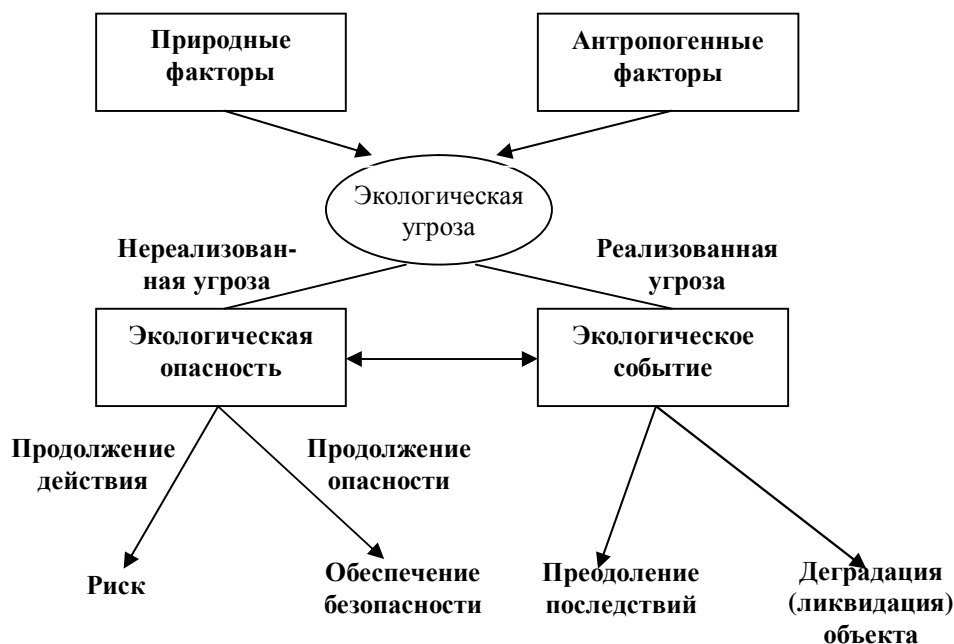 Природные
факторы
Антропогенные
факторы
Экологическая
угроза
Нереализован-
ная угроза
Реализованная
угроза
Экологическая
опасность
Экологическое
событие
Продолжение
действия
Продолжение
опасности
Риск
Обеспечение
безопасности
Преодоление
последствий
Деградация
(ликвидация)
объекта